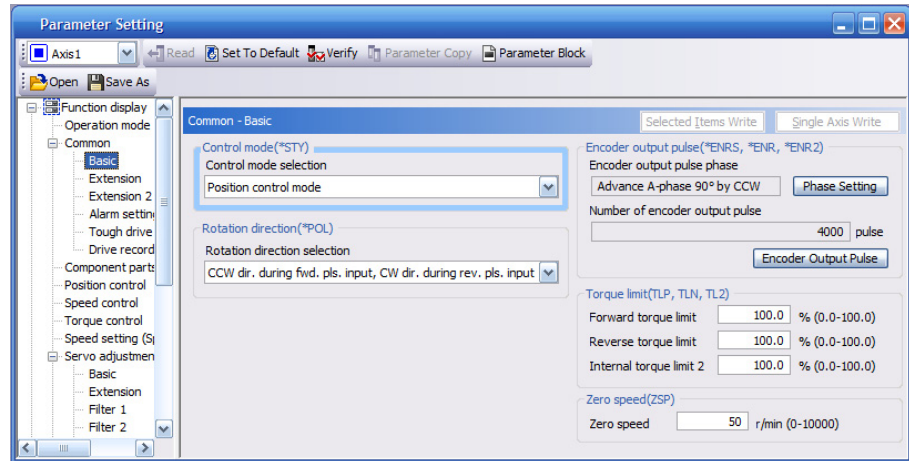 Parameter Setting
Axis1 Read Set To Default Verify Parameter Copy Parameter Block
Open Save As
Function display
Operation mode
Common
Basic
Extension
Extension 2
Alarm settin
Tough drive
Drive record
Component parts
Position control
Speed control
Torque control
Speed setting (Sp
Servo adjustmen
Basic
Extension
Filter 1
Filter 2
Common - Basic
Selected Items Write Single Axis Write
Control mode(*STY)
Control mode selection
Position control mode
Rotation direction(*POL)
Rotation direction selection
CCW dir. during fwd. pls. input, CW dir. during rev. pls. input
Encoder output pulse(*ENRS, *ENR, *ENR2)
Encoder output pulse phase
Advance A-phase 90° by CCW Phase Setting
Number of encoder output pulse
4000 pulse
Encoder Output Pulse
Torque limit(TLP, TLN, TL2)
Forward torque limit 100.0 % (0.0-100.0)
Reverse torque limit 100.0 % (0.0-100.0)
Internal torque limit 2 100.0 % (0.0-100.0)
Zero speed(ZSP)
Zero speed 50 r/min (0-10000)